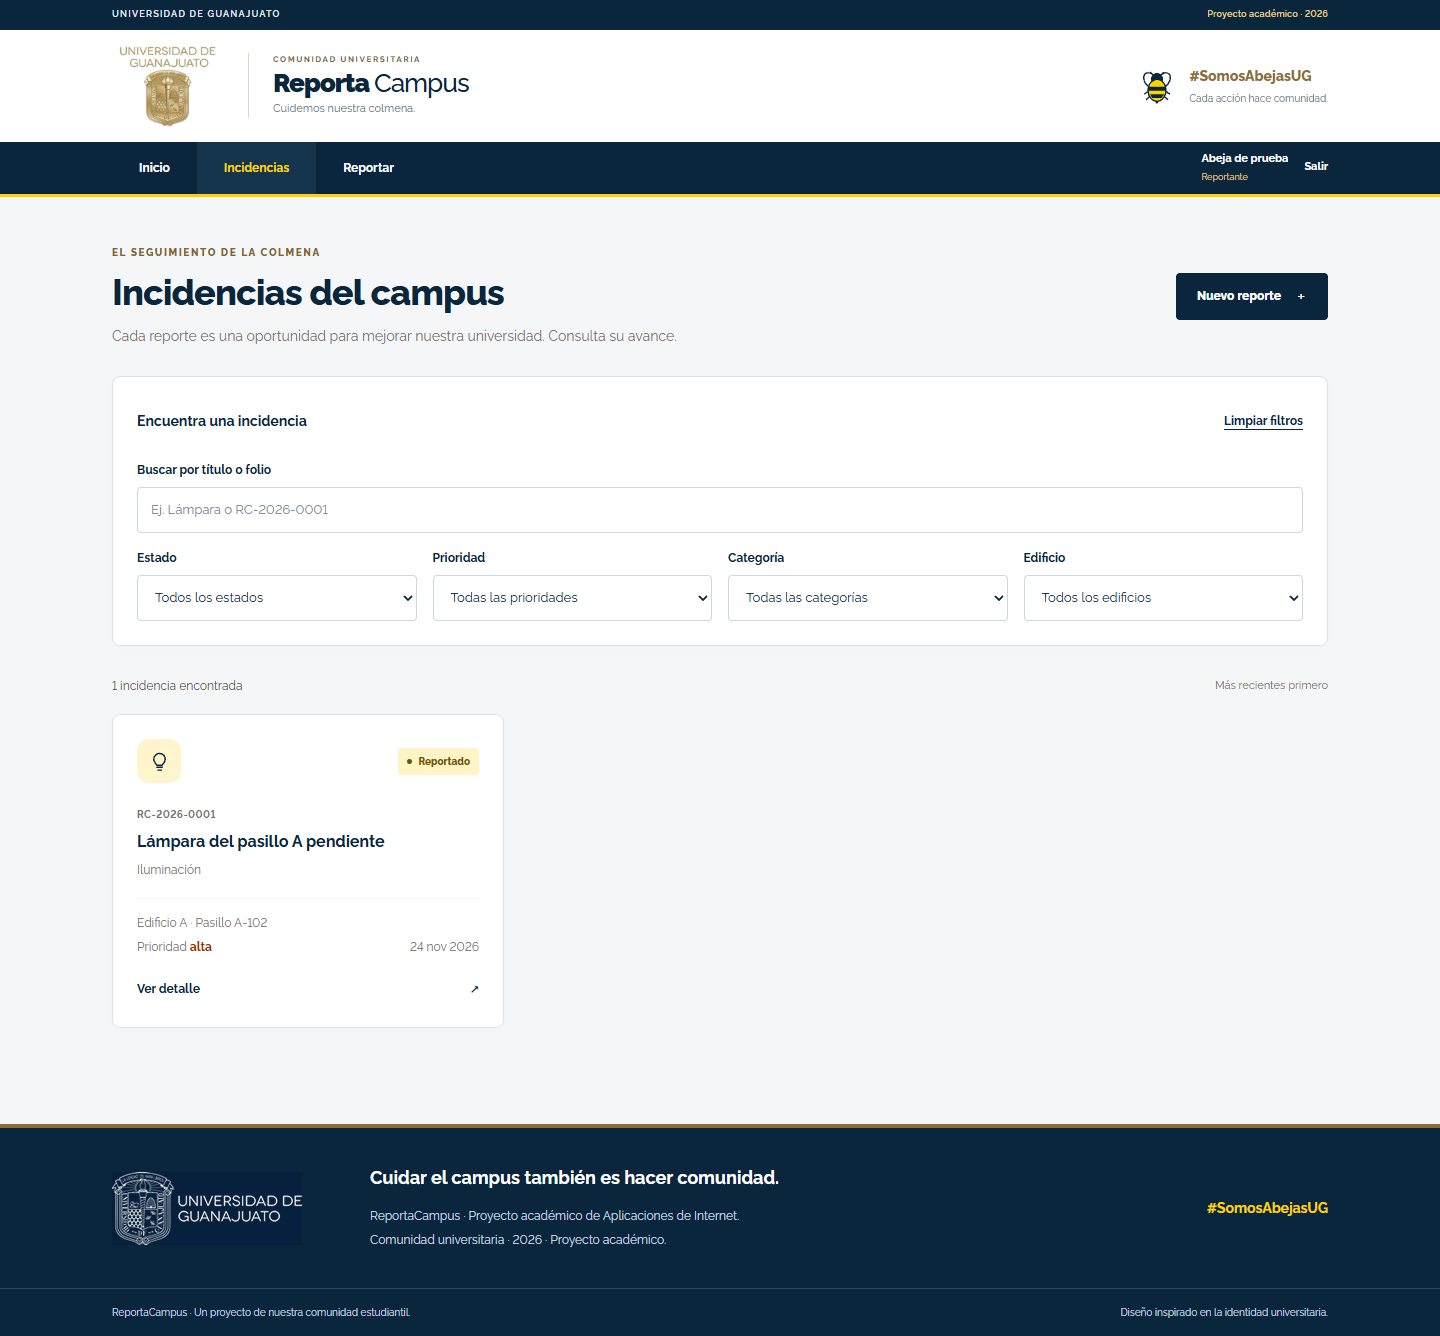 UNIVERSIDAD DE GUANAJUATO
Proyecto académico · 2026
UNIVERSIDAD DE
GUANAJUATO
COMUNIDAD UNIVERSITARIA
Reporta Campus
Cuidemos nuestra colmena.
#SomosAbejasUG
Cada acción hace comunidad.
Inicio
Incidencias
Reportar
Abeja de prueba
Reportante
Salir
EL SEGUIMIENTO DE LA COLMENA
Incidencias del campus
Cada reporte es una oportunidad para mejorar nuestra universidad. Consulta su avance.
Nuevo reporte +
Encuentra una incidencia
Limpiar filtros
Buscar por título o folio
Ej. Lámpara o RC-2026-0001
Estado
Prioridad
Categoría
Edificio
Todos los estados
Todas las prioridades
Todas las categorías
Todos los edificios
1 incidencia encontrada
Más recientes primero
Reportado
RC-2026-0001
Lámpara del pasillo A pendiente
Iluminación
Edificio A · Pasillo A-102
Prioridad alta
24 nov 2026
Ver detalle ↗
UNIVERSIDAD DE
GUANAJUATO
Cuidar el campus también es hacer comunidad.
ReportaCampus · Proyecto académico de Aplicaciones de Internet.
Comunidad universitaria · 2026 · Proyecto académico.
#SomosAbejasUG
ReportaCampus · Un proyecto de nuestra comunidad estudiantil.
Diseño inspirado en la identidad universitaria.